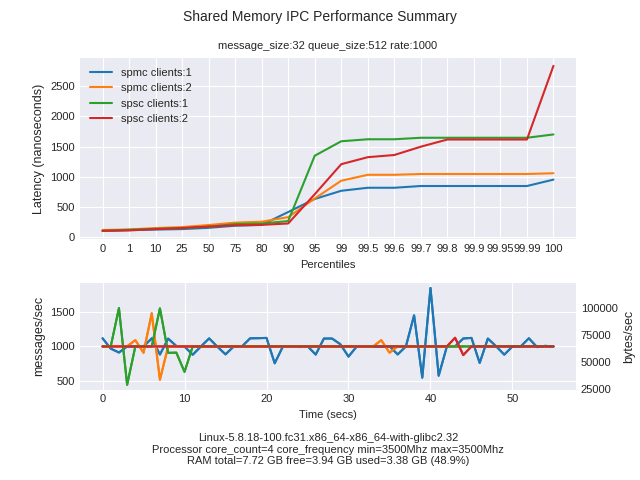 Shared Memory IPC Performance Summary
message_size:32 queue_size:512 rate:1000
spmc clients:1
spmc clients:2
spsc clients:1
spsc clients:2
Latency (nanoseconds)
2500
2000
1500
1000
500
0
0 1 10 25 50 75 80 90 95 99 99.5 99.6 99.7 99.8 99.9 99.95 99.99 100
Percentiles
messages/sec
1500
1000
500
100000
75000
50000
25000
bytes/sec
0 10 20 30 40 50
Time (secs)
Linux-5.8.18-100.fc31.x86_64-x86_64-with-glibc2.32
Processor core_count=4 core_frequency min=3500Mhz max=3500Mhz
RAM total=7.72 GB free=3.94 GB used=3.38 GB (48.9%)